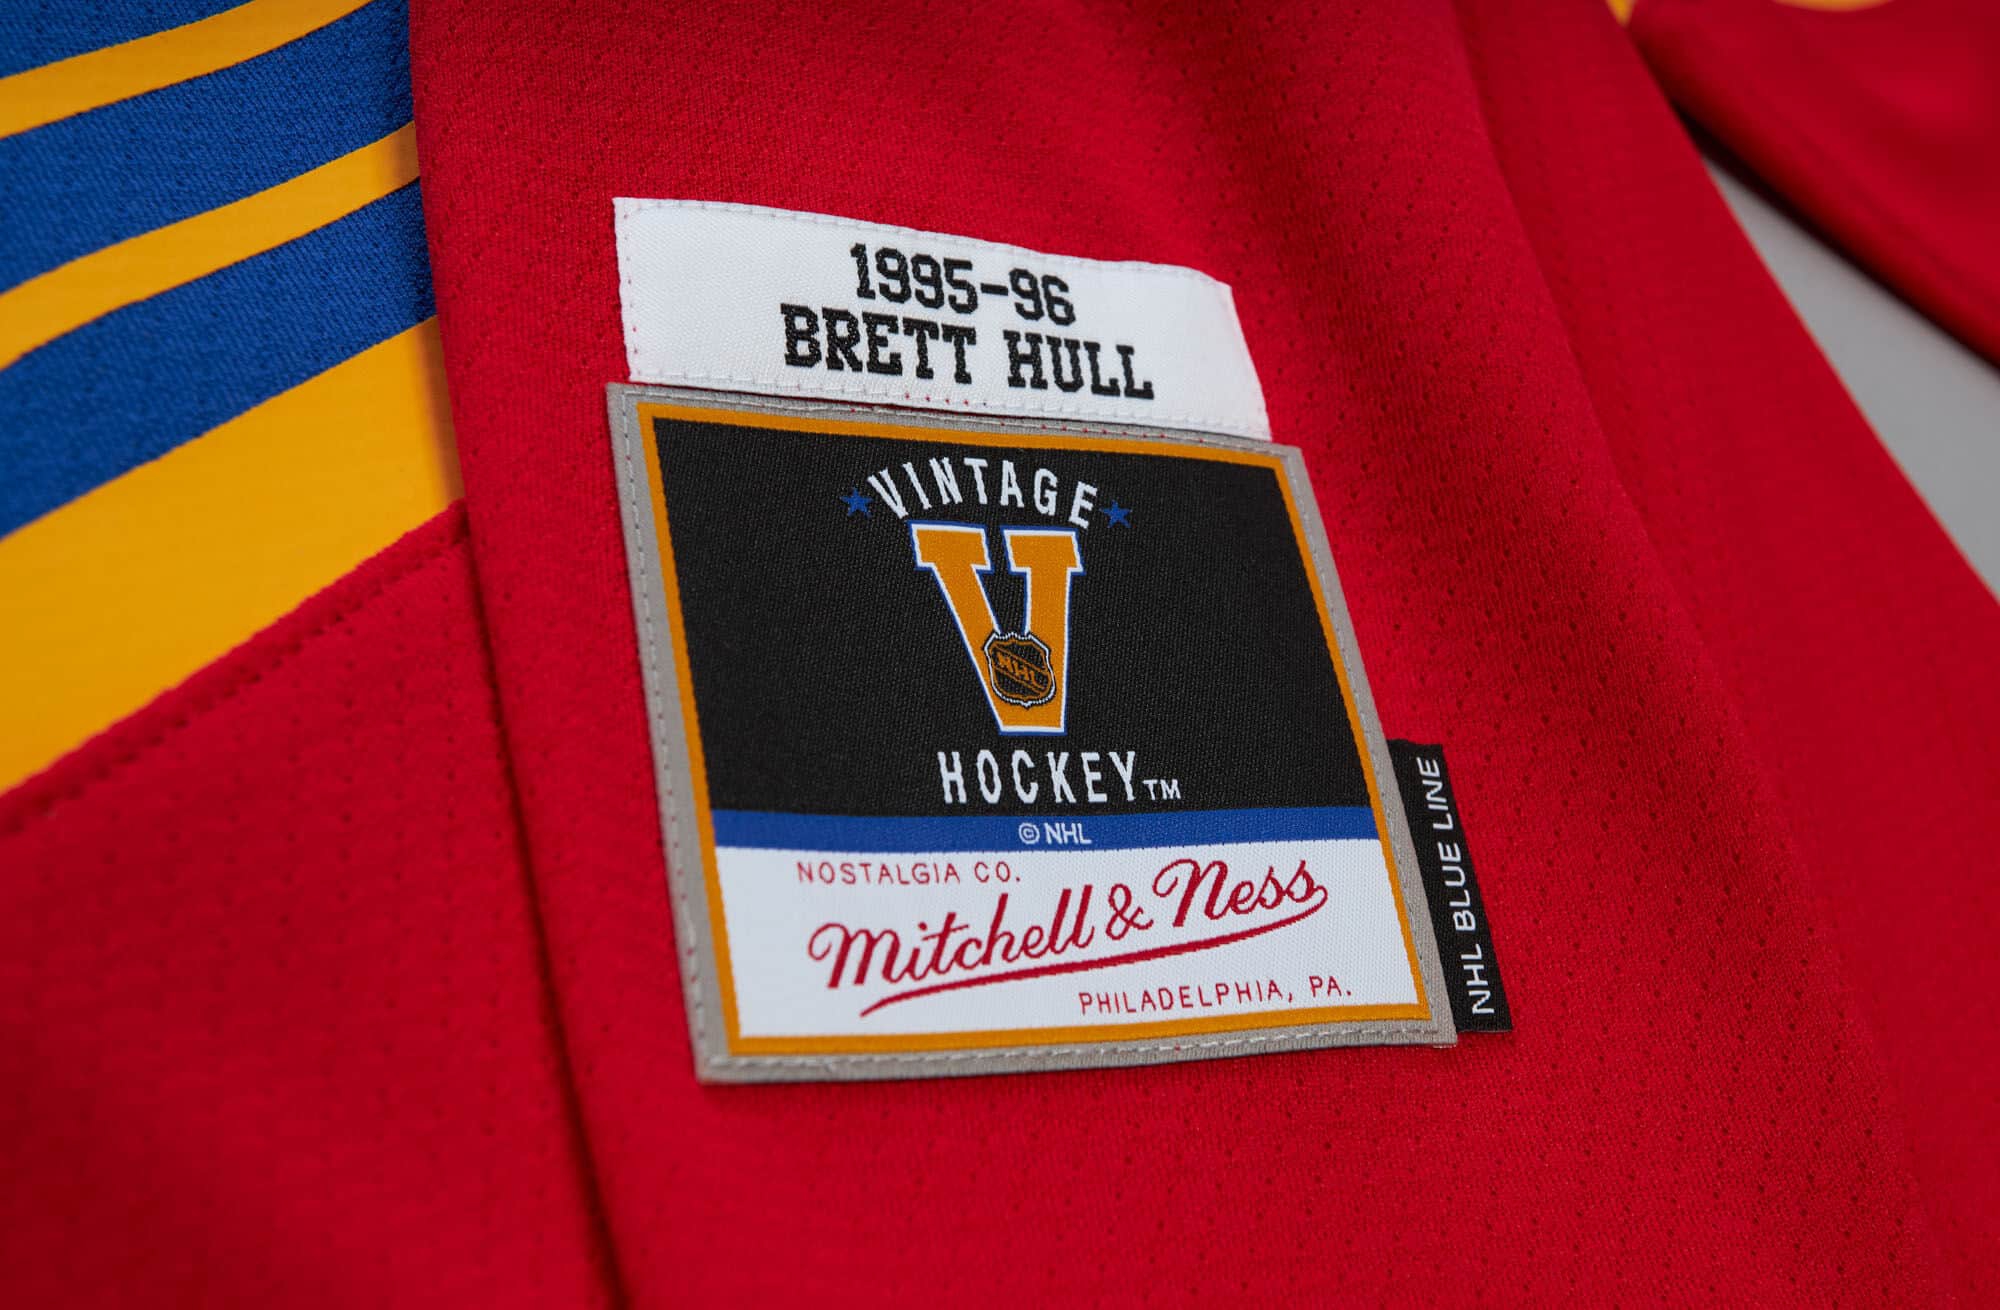 1995-96
BRETT HULL
VINTAGE
V
NHL
HOCKEY™
© NHL
NOSTALGIA CO.
Mitchell & Ness
PHILADELPHIA, PA.
NHL BLUE LINE